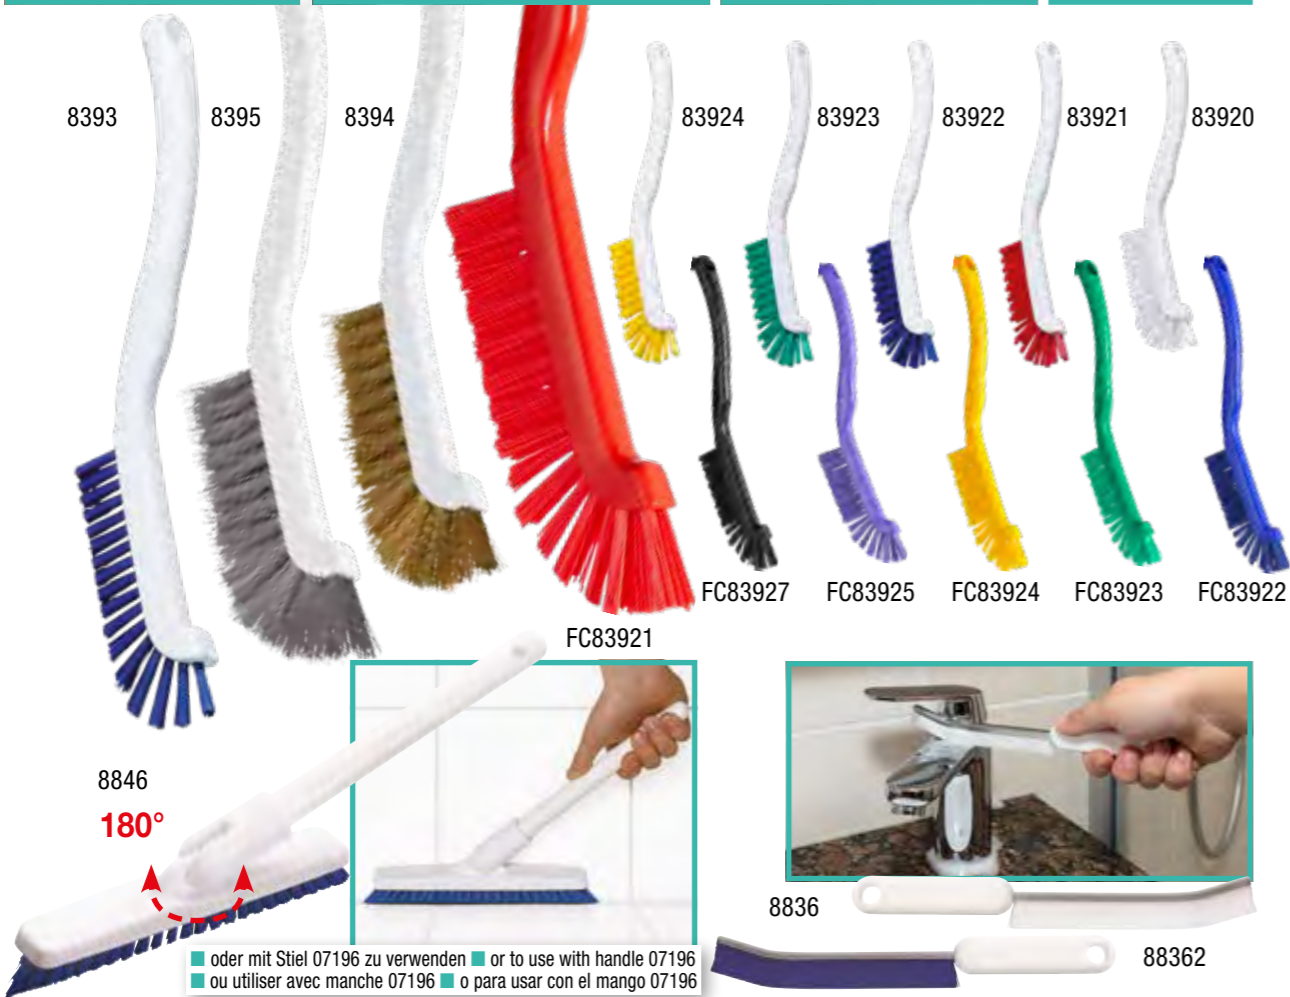 8393
8395
8394
83924
83923
83922
83921
83920
FC83927
FC83925
FC83924
FC83923
FC83922
FC83921
8846
180°
8836
88362
oder mit Stiel 07196 zu verwenden or to use with handle 07196
ou utiliser avec manche 07196 o para usar con el mango 07196